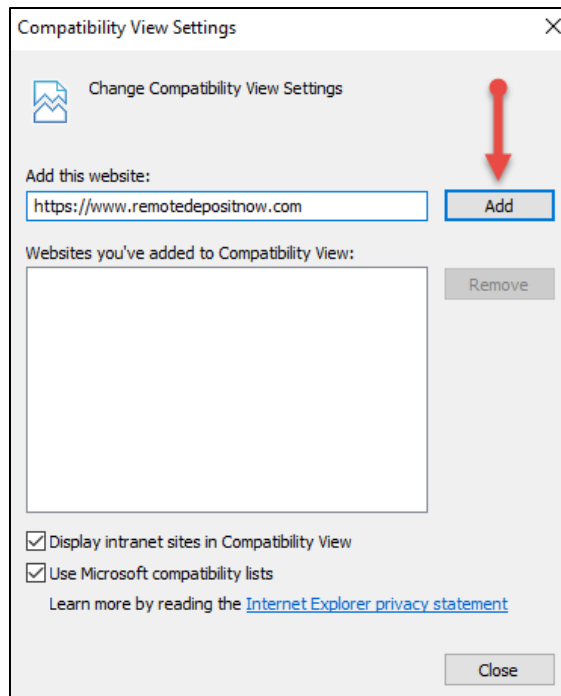 Compatibility View Settings
Change Compatibility View Settings
Add this website:
https://www.remotedepositnow.com
Add
Websites you've added to Compatibility View:
Remove
Display intranet sites in Compatibility View
Use Microsoft compatibility lists
Learn more by reading the Internet Explorer privacy statement
Close